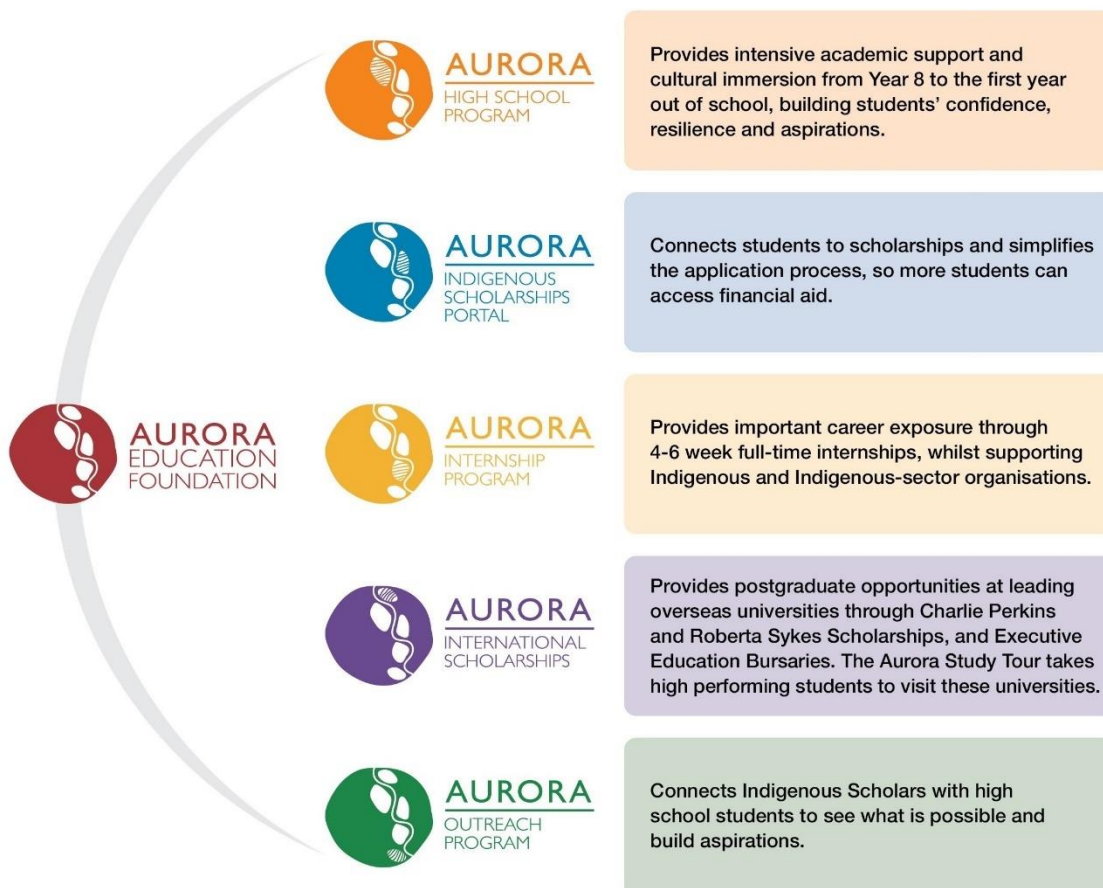 AURORA
EDUCATION
FOUNDATION
AURORA
HIGH SCHOOL
PROGRAM
Provides intensive academic support and
cultural immersion from Year 8 to the first year
out of school, building students’ confidence,
resilience and aspirations.
AURORA
INDIGENOUS
SCHOLARSHIPS
PORTAL
Connects students to scholarships and simplifies
the application process, so more students can
access financial aid.
AURORA
INTERNSHIP
PROGRAM
Provides important career exposure through
4-6 week full-time internships, whilst supporting
Indigenous and Indigenous-sector organisations.
AURORA
INTERNATIONAL
SCHOLARSHIPS
Provides postgraduate opportunities at leading
overseas universities through Charlie Perkins
and Roberta Sykes Scholarships, and Executive
Education Bursaries. The Aurora Study Tour takes
high performing students to visit these universities.
AURORA
OUTREACH
PROGRAM
Connects Indigenous Scholars with high
school students to see what is possible and
build aspirations.